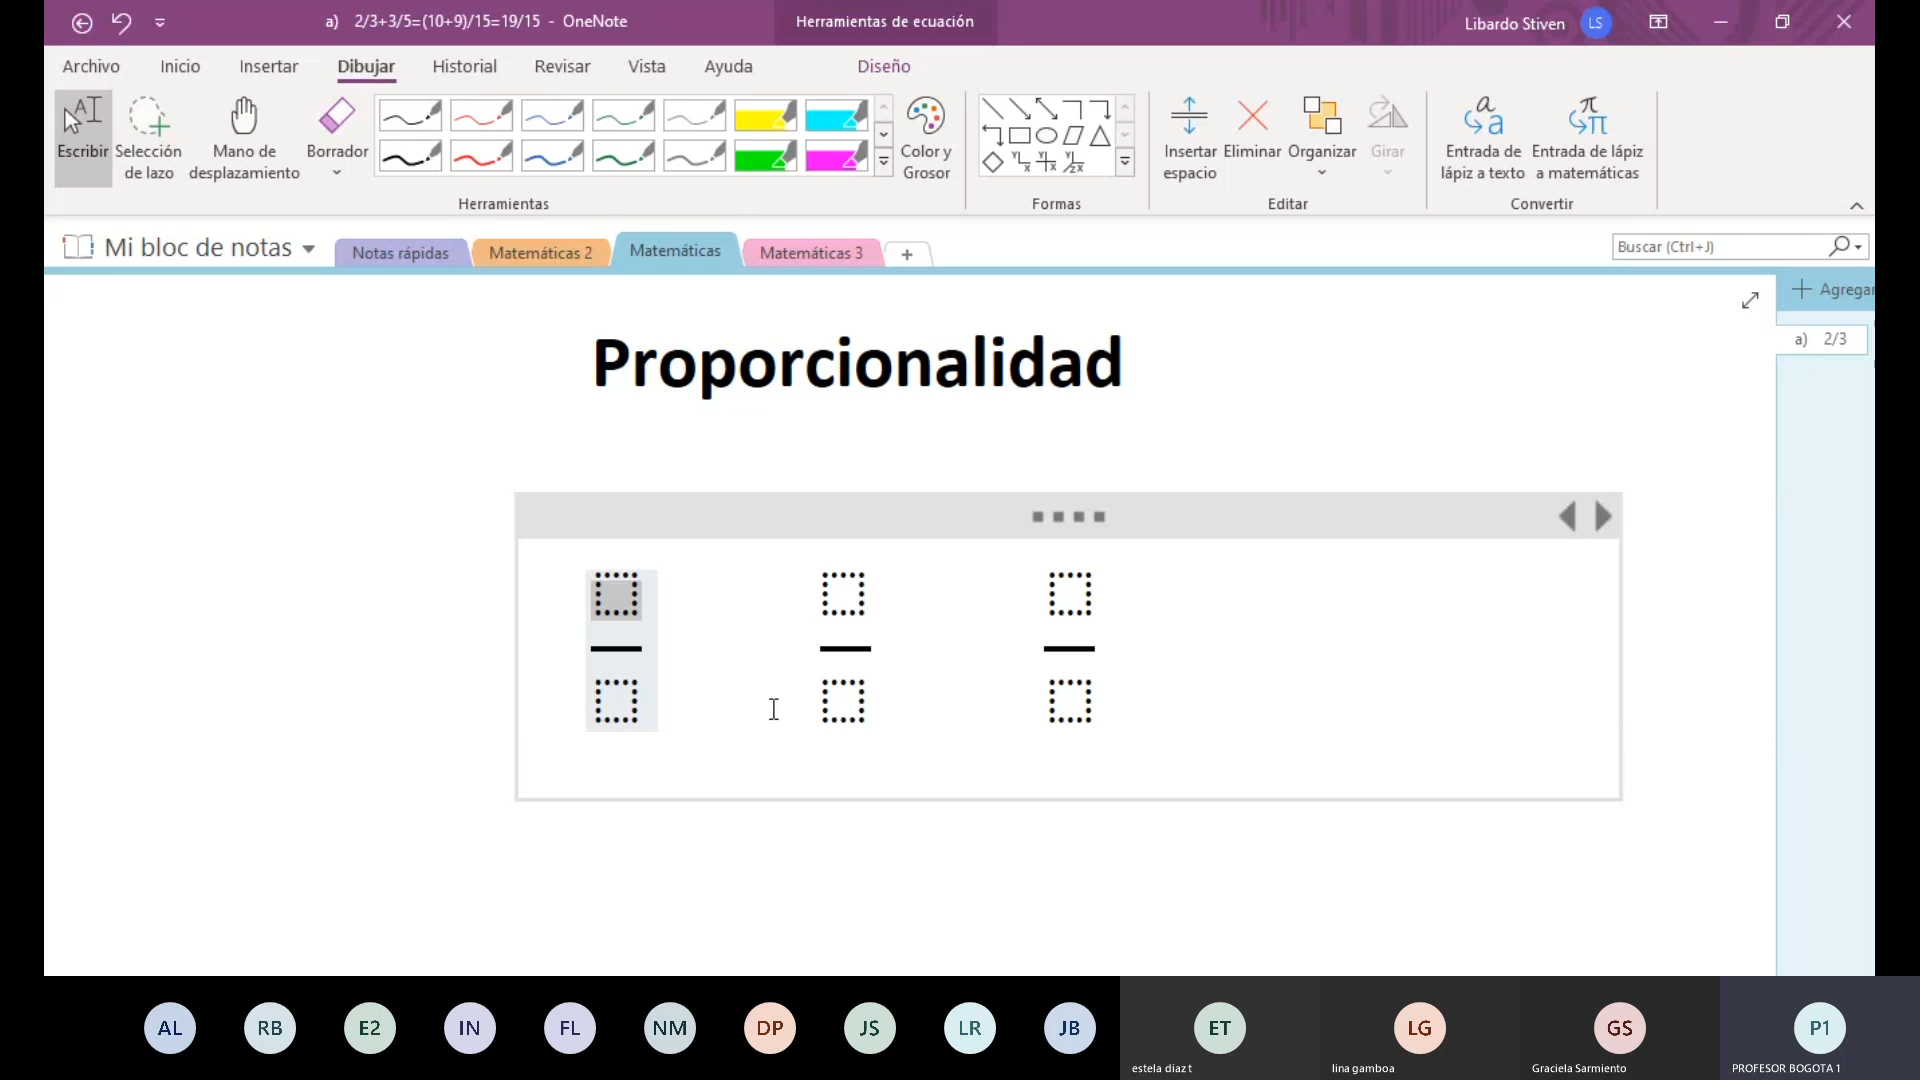 a) 2/3+3/5=(10+9)/15=19/15 - OneNote
Herramientas de ecuación
Libardo Stiven
LS
Archivo
Inicio
Insertar
Dibujar
Historial
Revisar
Vista
Ayuda
Diseño
Escribir
Selección de lazo
Mano de desplazamiento
Borrador
Color y Grosor
Insertar espacio
Eliminar
Organizar
Girar
Entrada de lápiz a texto
Entrada de lápiz a matemáticas
Herramientas
Formas
Editar
Convertir
Mi bloc de notas
Notas rápidas
Matemáticas 2
Matemáticas
Matemáticas 3
Buscar (Ctrl+J)
Agregar
a) 2/3
Proporcionalidad
AL
RB
E2
IN
FL
NM
DP
JS
LR
JB
ET
LG
GS
P1
estela diaz t
lina gamboa
Graciela Sarmiento
PROFESOR BOGOTA 1